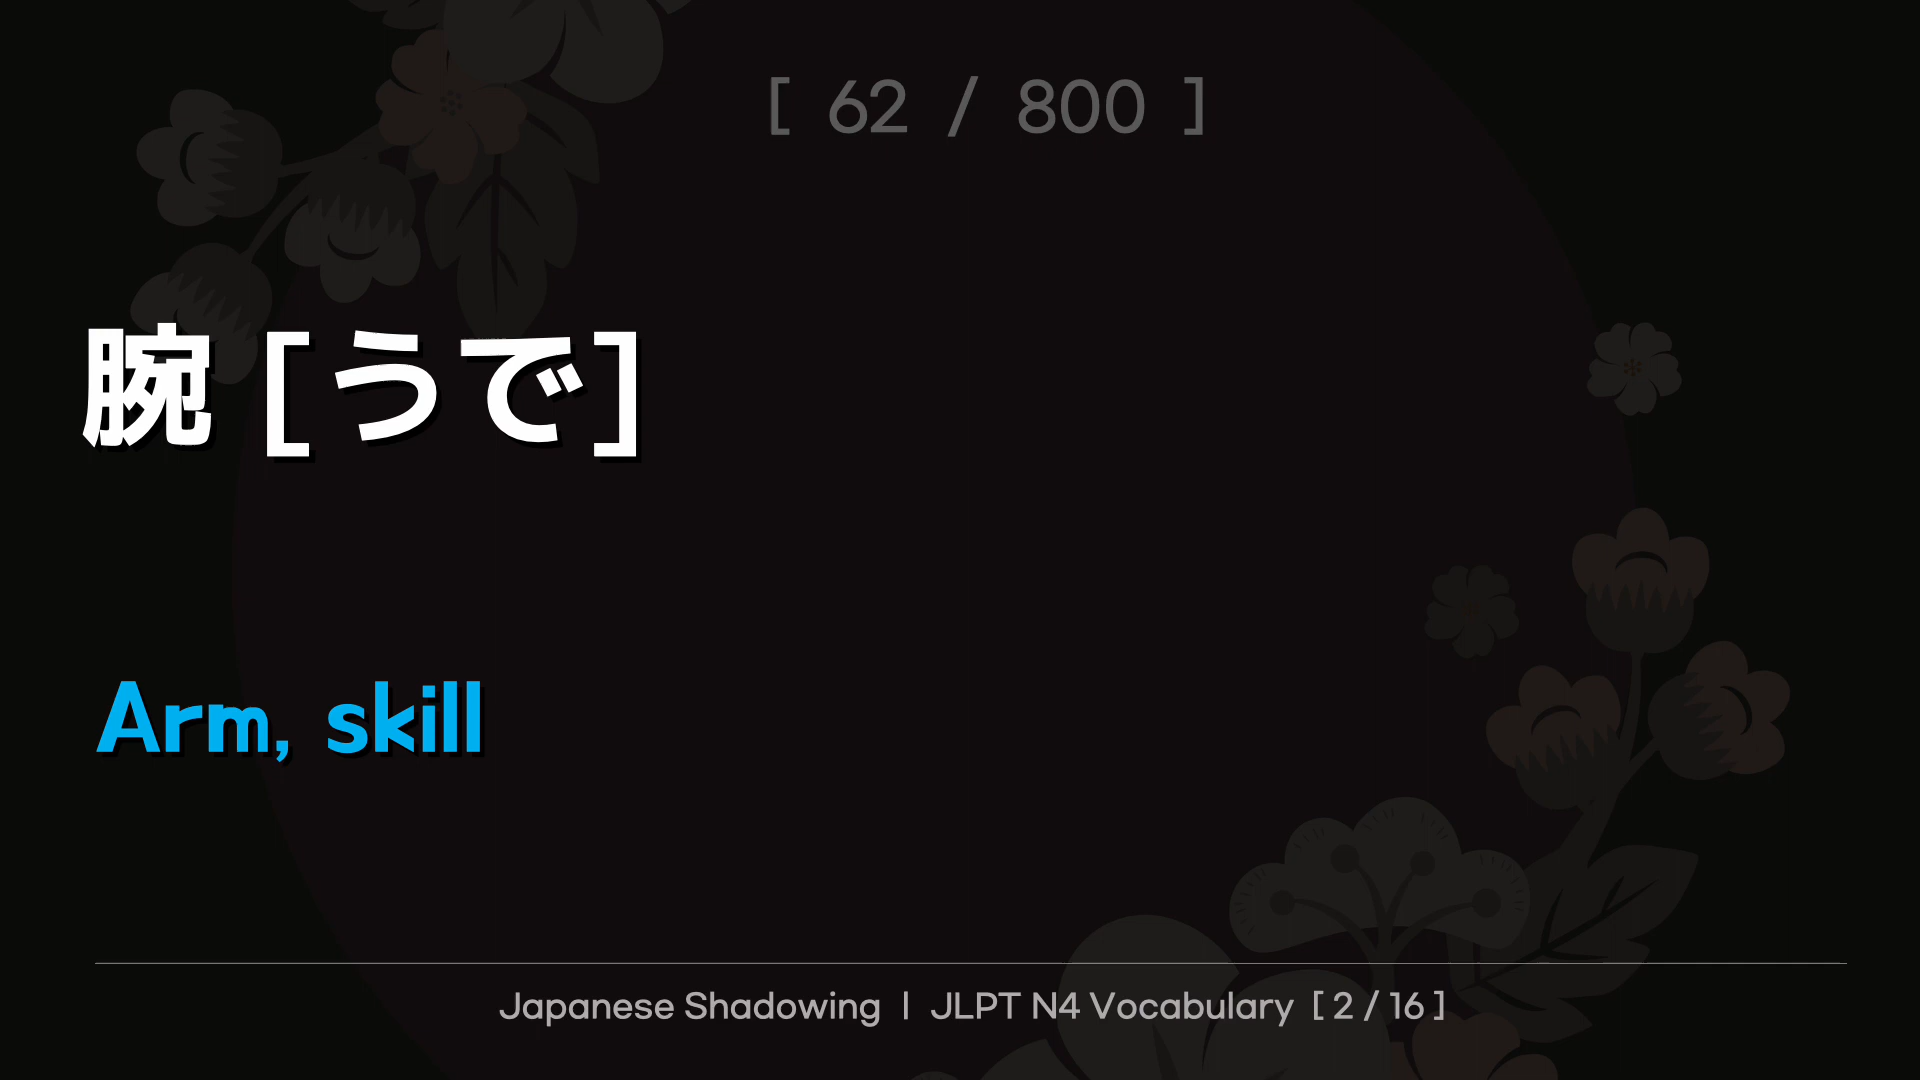 [ 62 / 800 ]
腕 [うで]
Arm, skill
Japanese Shadowing | JLPT N4 Vocabulary [ 2 / 16 ]